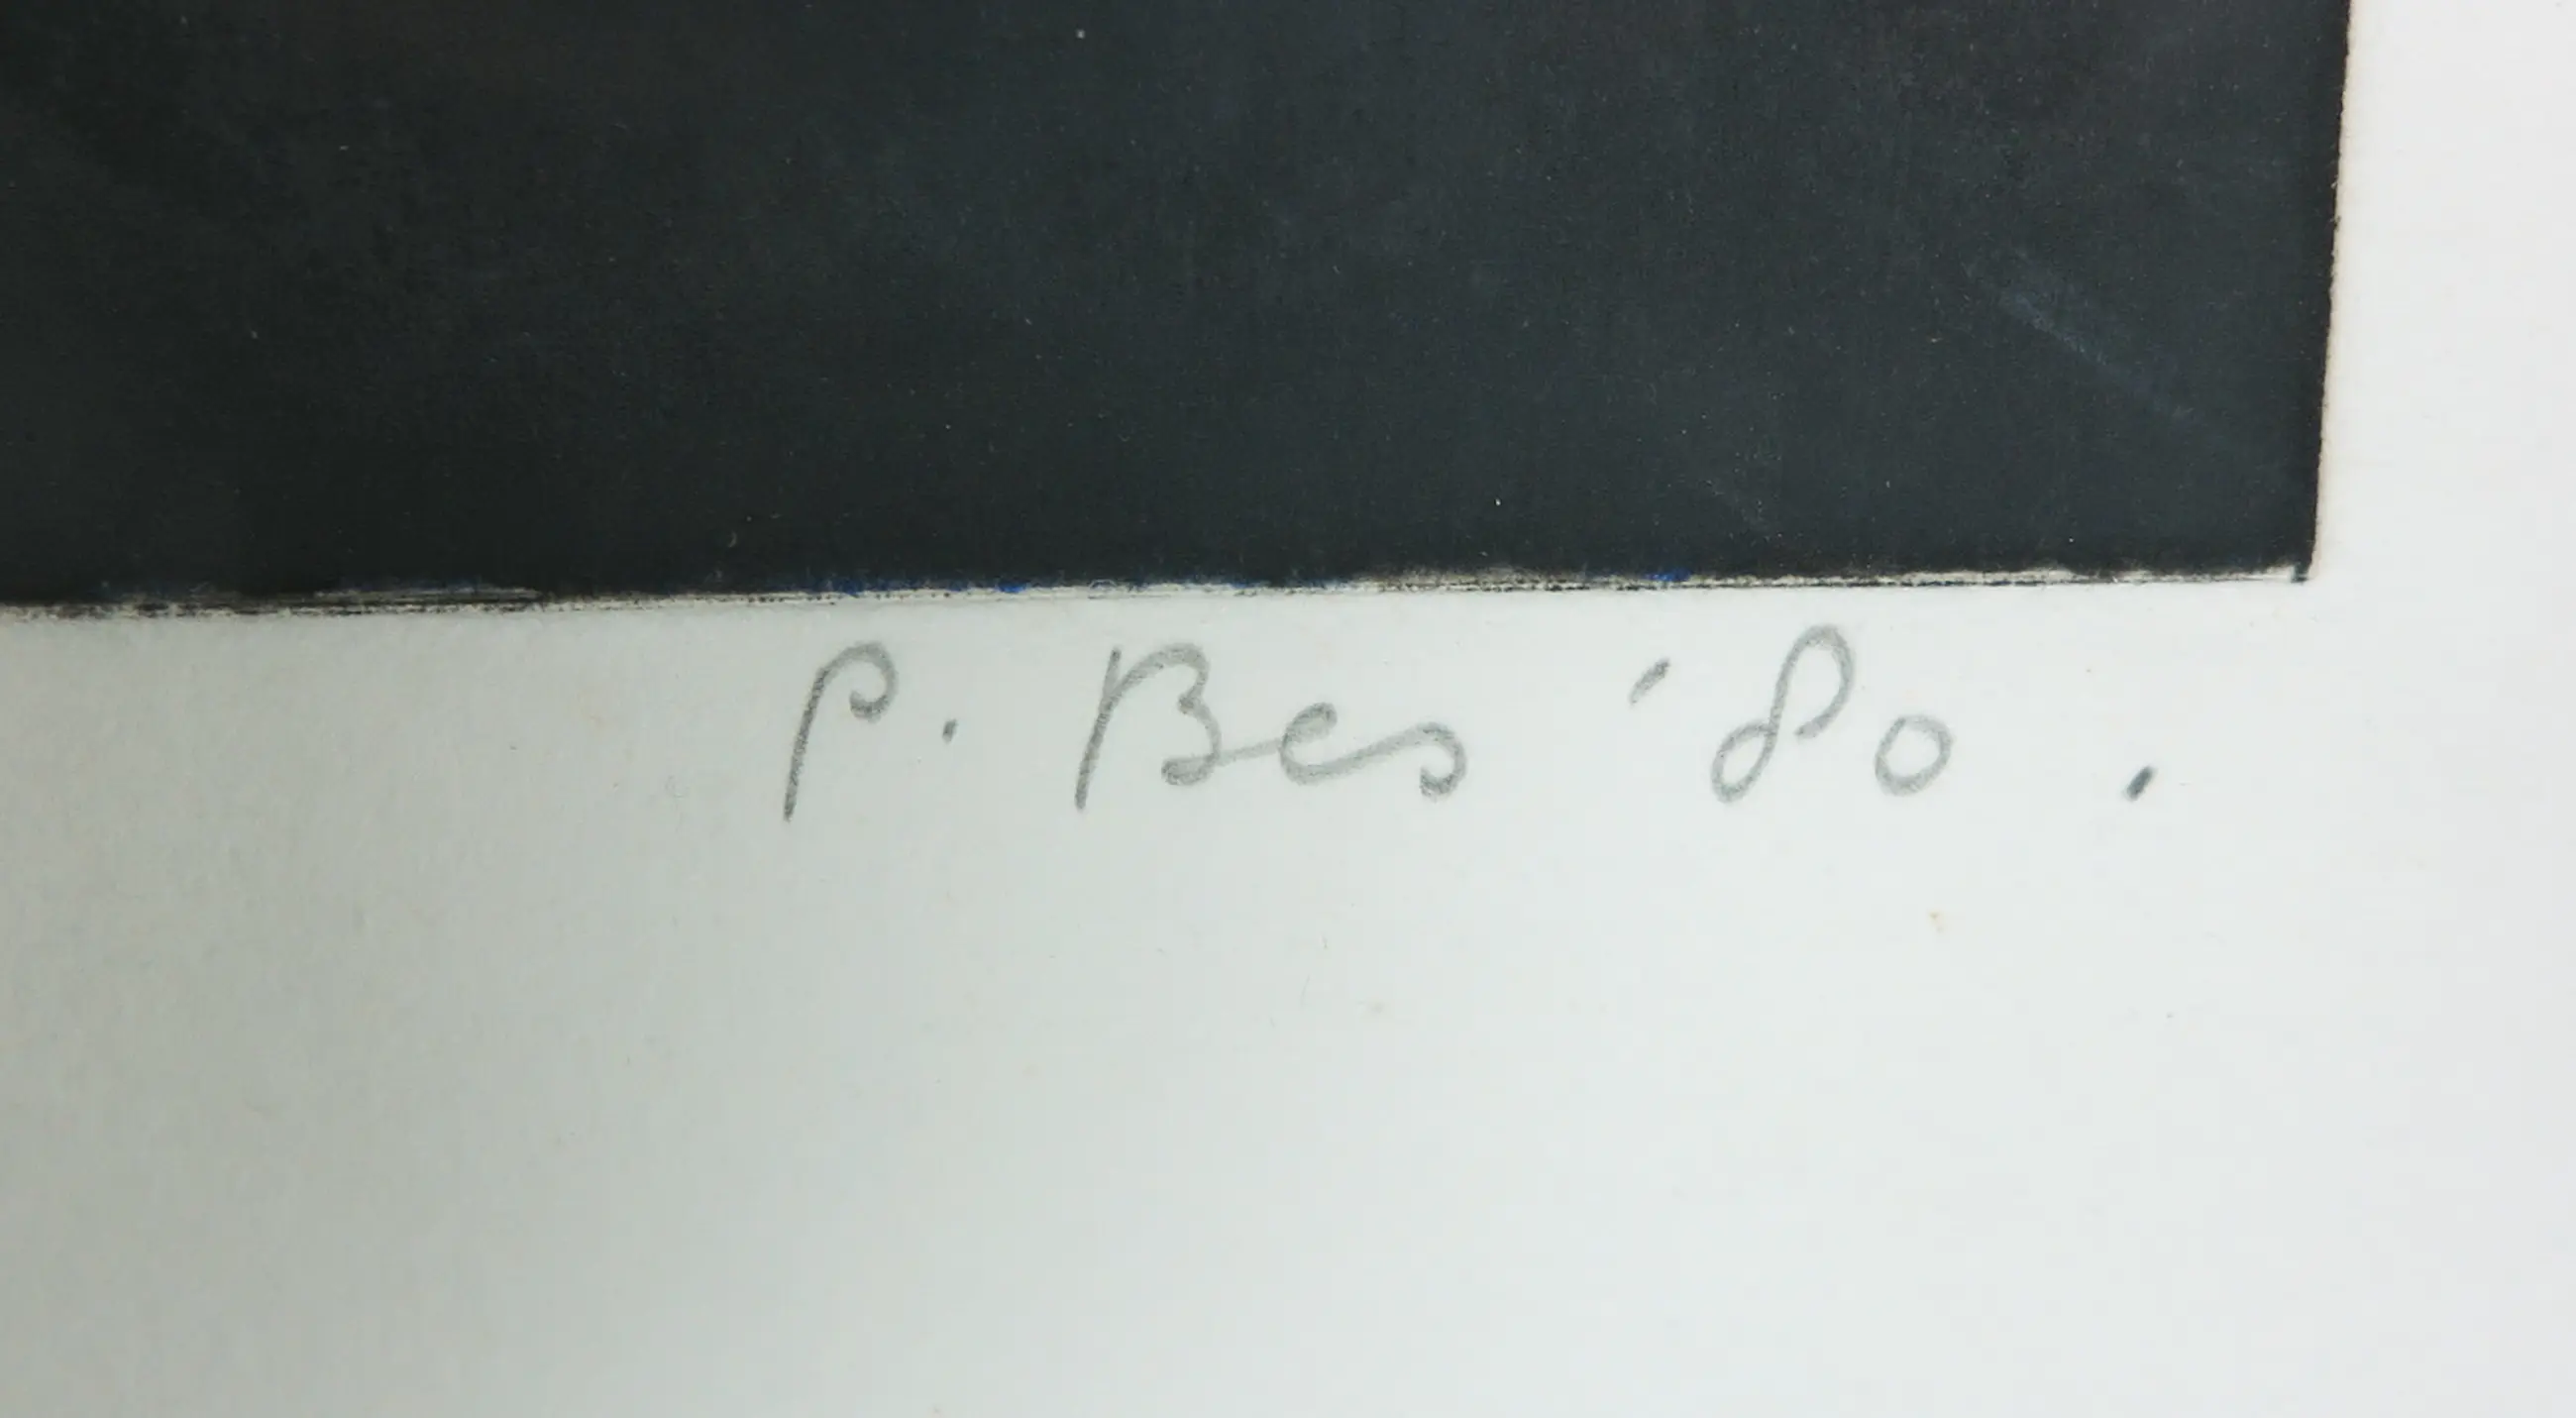 P. Bes '80.